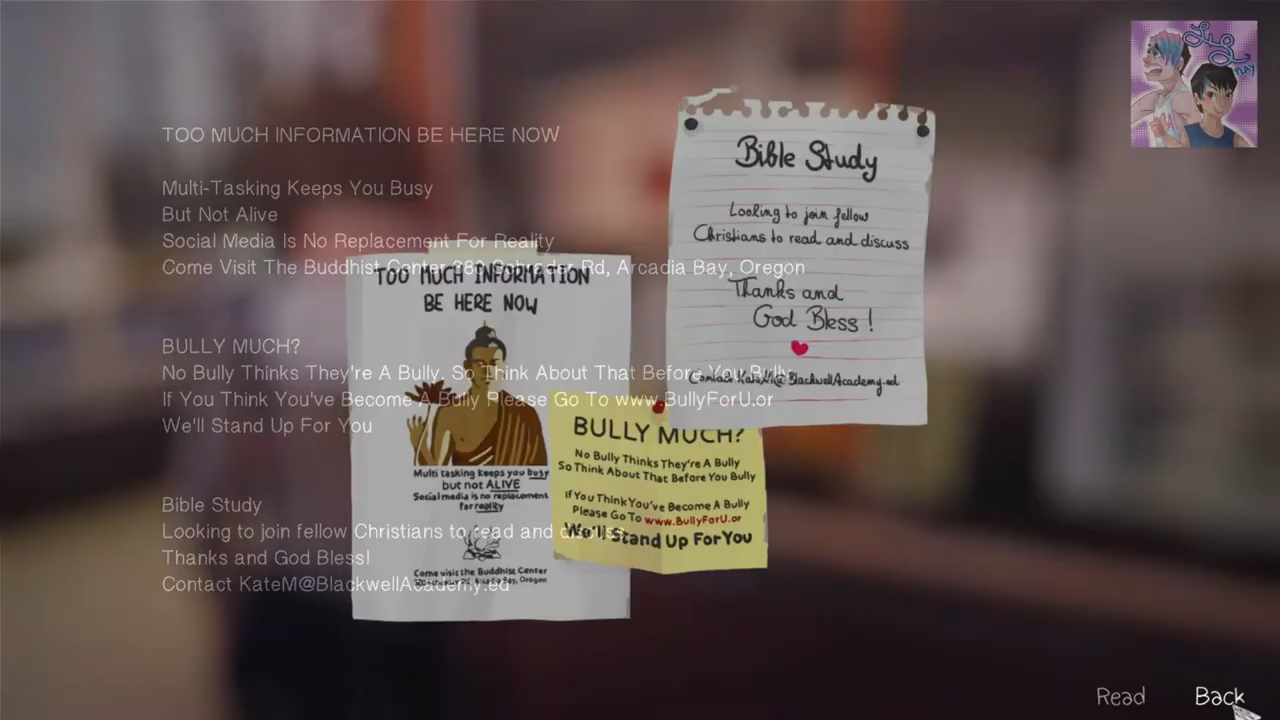 TOO MUCH INFORMATION BE HERE NOW
Multi-Tasking Keeps You Busy
But Not Alive
Social Media Is No Replacement For Reality
Come Visit The Buddhist Center Rd, Arcadia Bay, Oregon
BULLY MUCH?
No Bully Thinks They're A Bully. So Think About That Before You Bully
If You Think You've Become A Bully Please Go To www.BullyForU.or
We'll Stand Up For You
Bible Study
Looking to join fellow Christians to read and discuss
Thanks and God Bless!
Contact KateM@BlackwellAcademy.ed
TOO MUCH INFORMATION
BE HERE NOW
Multi tasking keeps you busy
but not ALIVE
Social media is no replacement
for reality
Come visit the Buddhist Center
Rd, Arcadia Bay, Oregon
BULLY MUCH?
No Bully Thinks They're A Bully
So Think About That Before You Bully
If You Think You've Become A Bully
Please Go To www.BullyForU.or
We'll Stand Up For You
Bible Study
Looking to join fellow
Christians to read and discuss
Thanks and
God Bless!
Contact KateM@BlackwellAcademy.ed
Read
Back